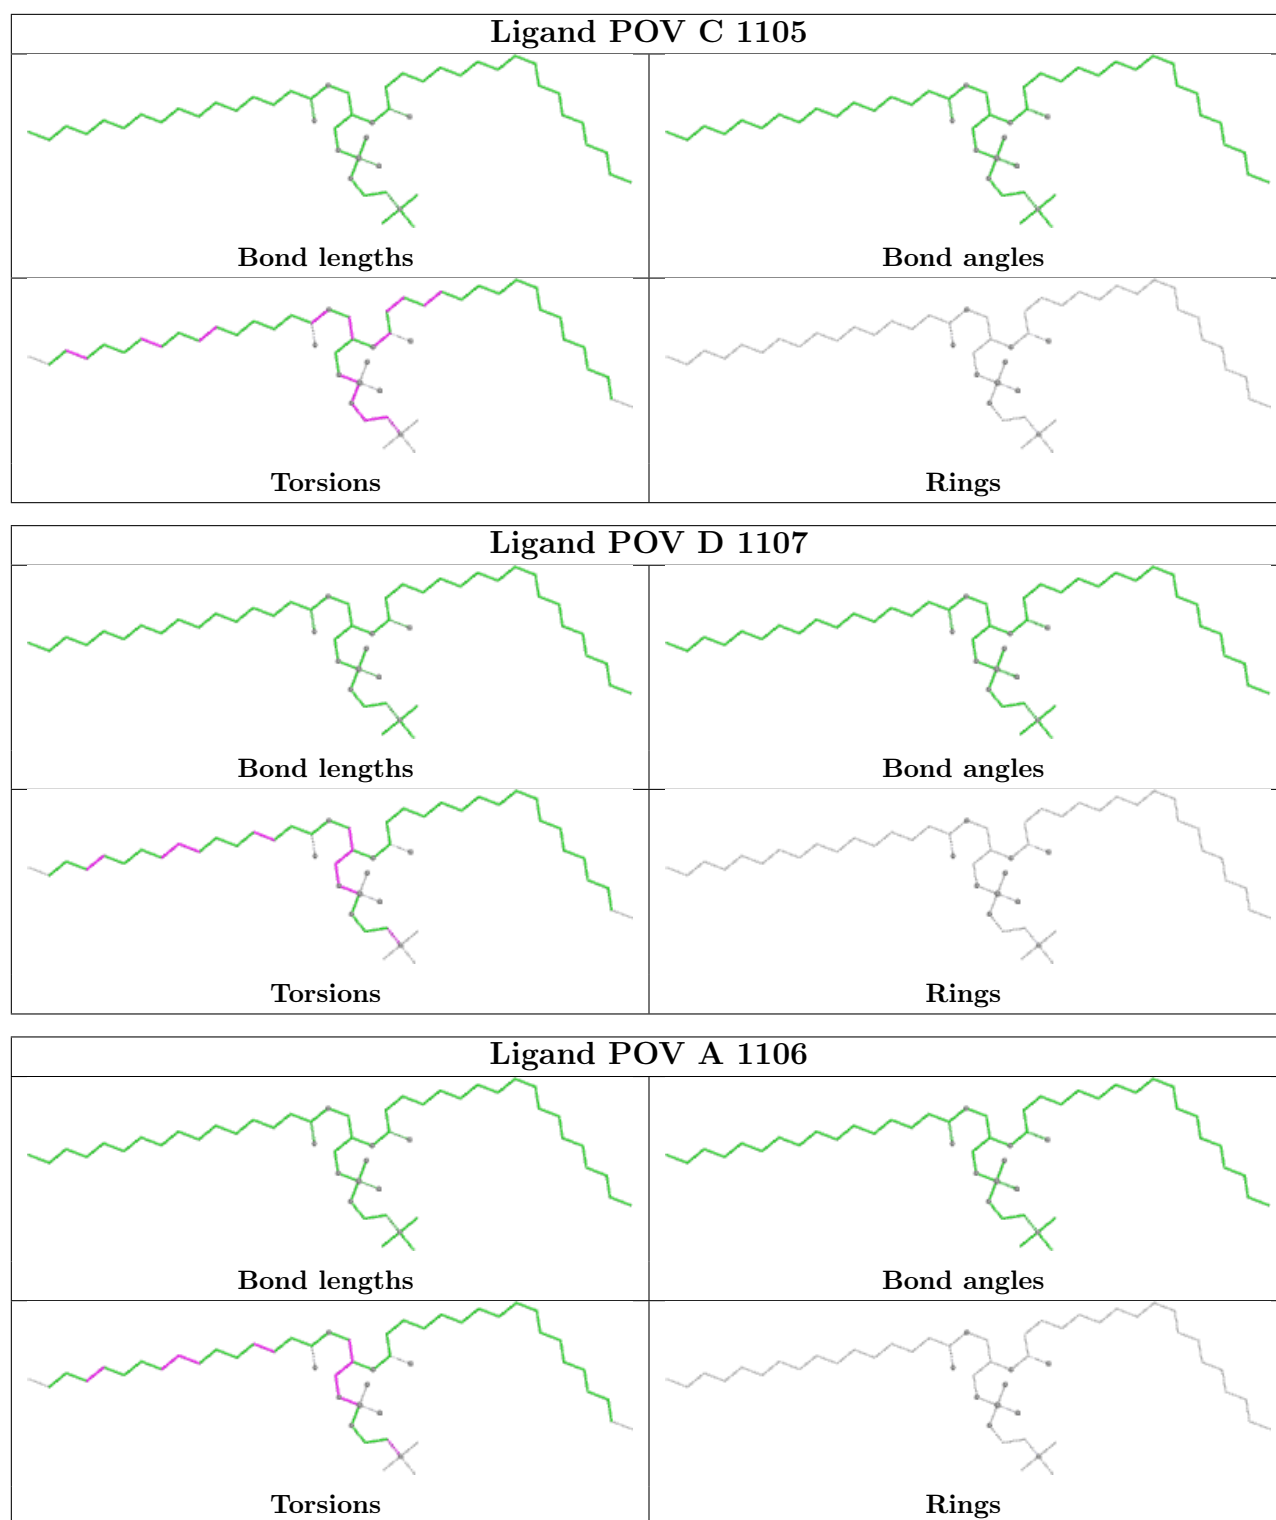 Ligand POV C 1105
Bond lengths
Bond angles
Torsions
Rings
Ligand POV D 1107
Bond lengths
Bond angles
Torsions
Rings
Ligand POV A 1106
Bond lengths
Bond angles
Torsions
Rings